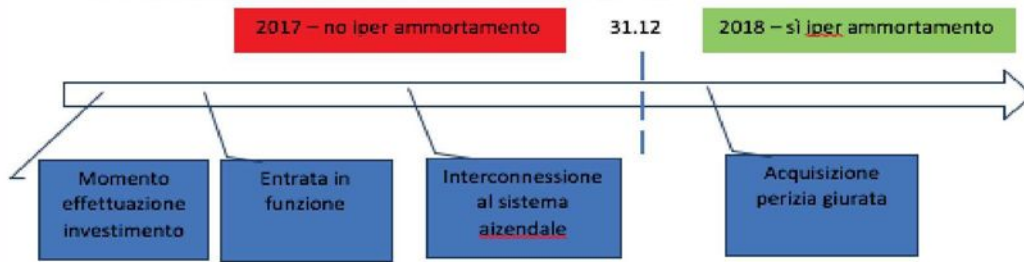 2017 – no iper ammortamento
31.12
2018 – sì iper ammortamento
Momento
effettuazione
investimento
Entrata in
funzione
Interconnessione
al sistema
aizendale
Acquisizione
perizia giurata